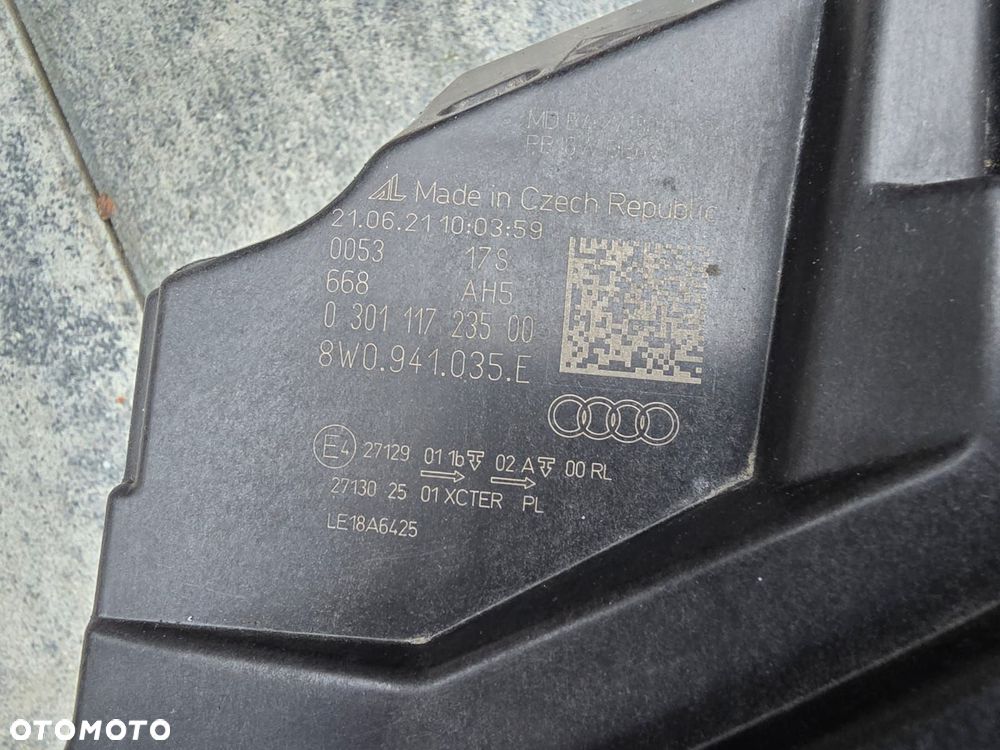 AL Made in Czech Republic
21.06.21 10:03:59
0053 17S
668 AH5
0 301 117 235 00
8W0.941.035.E
E4 27129 01 1b 02 A 00 RL
27130 25 01 XCTER PL
LE18A6425
OTOMOTO